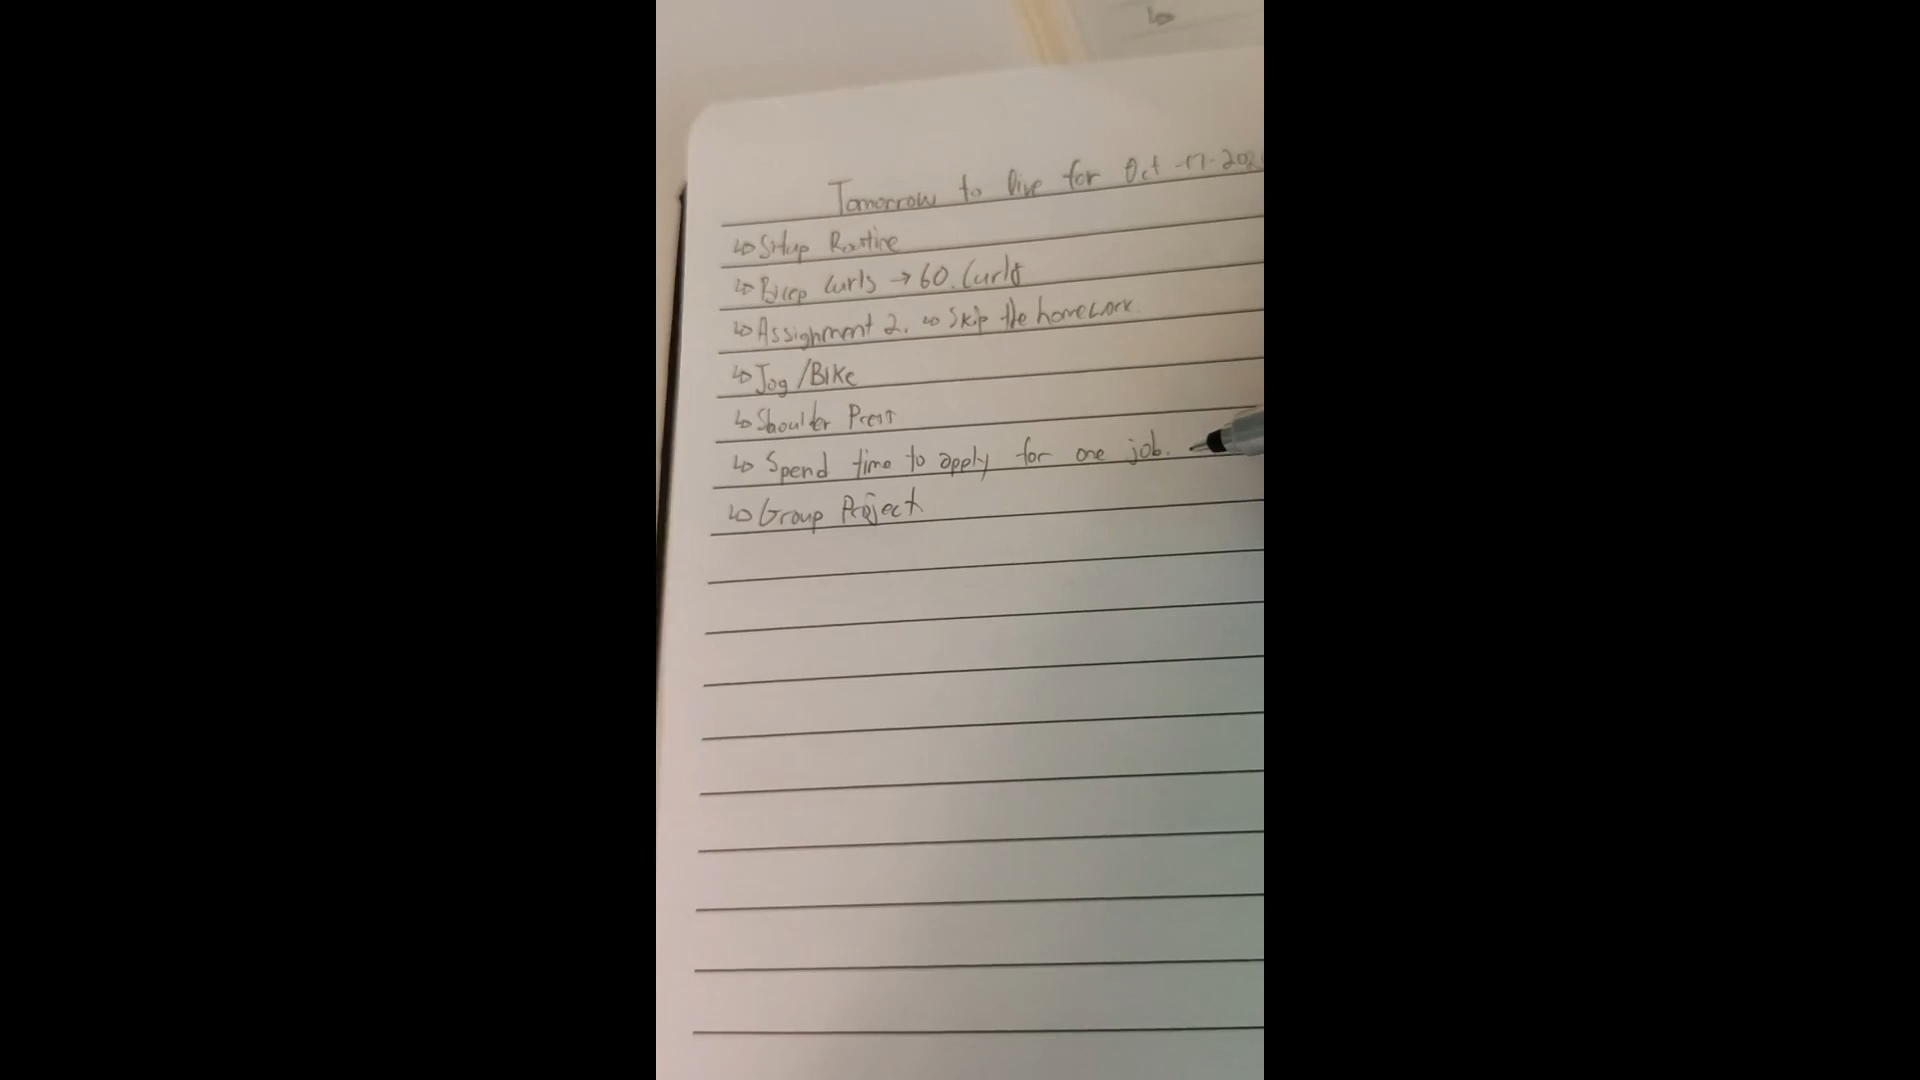 Tomorrow to live for Oct -17-202
↳ Situp Routine
↳ Bicep Curls → 60. Curls
↳ Assignment 2. ↳ Skip the homework.
↳ Jog/Bike
↳ Shoulder Press
↳ Spend time to apply for one job.
↳ Group Project